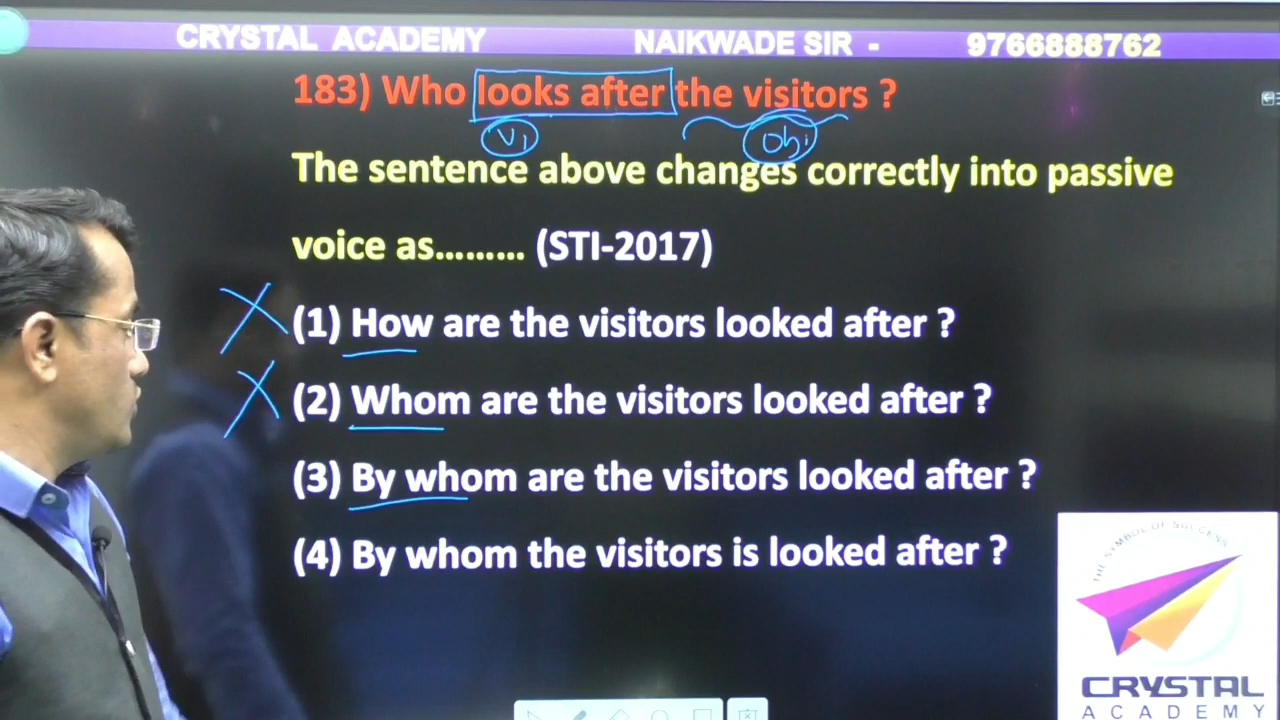 CRYSTAL ACADEMY NAIKWADE SIR - 9766888762
183) Who looks after the visitors ?
V1 Obj
The sentence above changes correctly into passive
voice as......... (STI-2017)
(1) How are the visitors looked after ?
(2) Whom are the visitors looked after ?
(3) By whom are the visitors looked after ?
(4) By whom the visitors is looked after ?
THE SYMBOL OF SUCCESS
CRYSTAL
ACADEMY